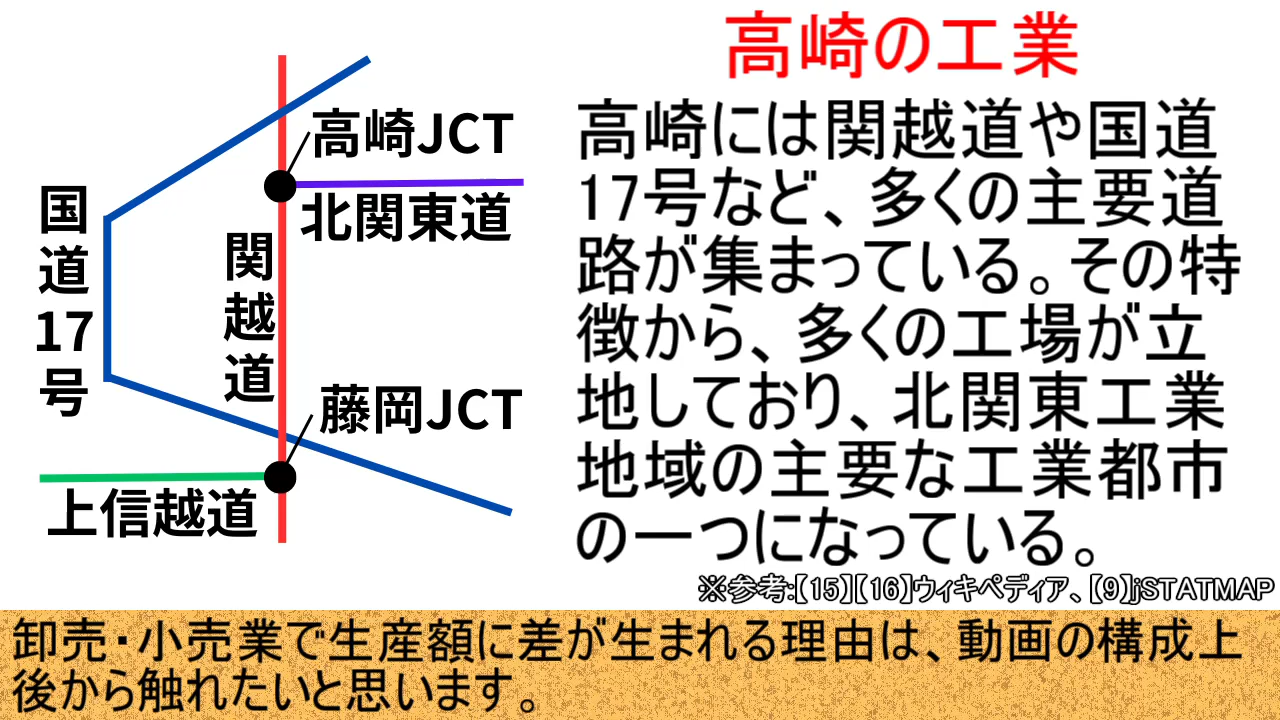 高崎の工業
高崎JCT
北関東道
国道17号
関越道
藤岡JCT
上信越道
高崎には関越道や国道
17号など、多くの主要道
路が集まっている。その特
徴から、多くの工場が立
地しており、北関東工業
地域の主要な工業都市
の一つになっている。
※参考:【15】【16】ウィキペディア、【9】jSTATMAP
卸売・小売業で生産額に差が生まれる理由は、動画の構成上
後から触れたいと思います。